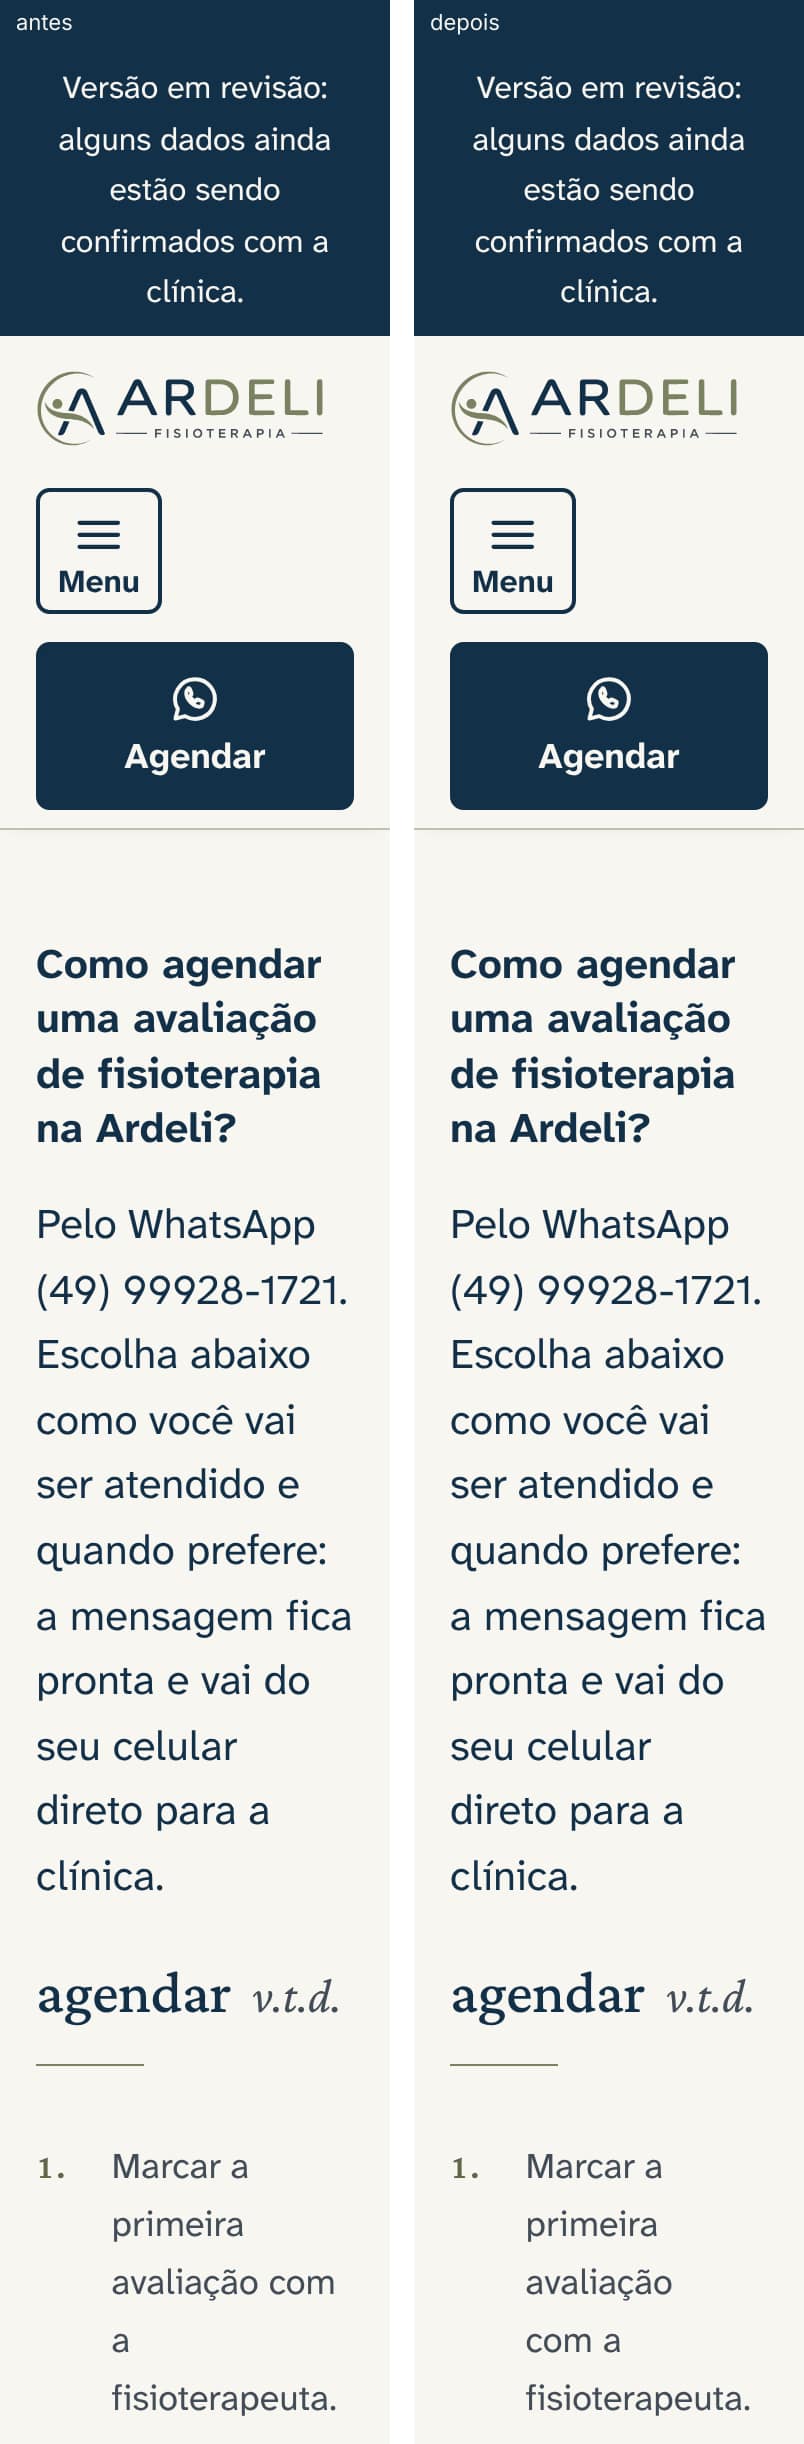 antes
Versão em revisão:
alguns dados ainda
estão sendo
confirmados com a
clínica.
ARDELI
FISIOTERAPIA
Menu
Agendar
Como agendar
uma avaliação
de fisioterapia
na Ardeli?
Pelo WhatsApp
(49) 99928-1721.
Escolha abaixo
como você vai
ser atendido e
quando prefere:
a mensagem fica
pronta e vai do
seu celular
direto para a
clínica.
agendar v.t.d.
1. Marcar a
primeira
avaliação com
a
fisioterapeuta.
depois
Versão em revisão:
alguns dados ainda
estão sendo
confirmados com a
clínica.
ARDELI
FISIOTERAPIA
Menu
Agendar
Como agendar
uma avaliação
de fisioterapia
na Ardeli?
Pelo WhatsApp
(49) 99928-1721.
Escolha abaixo
como você vai
ser atendido e
quando prefere:
a mensagem fica
pronta e vai do
seu celular
direto para a
clínica.
agendar v.t.d.
1. Marcar a
primeira
avaliação
com a
fisioterapeuta.